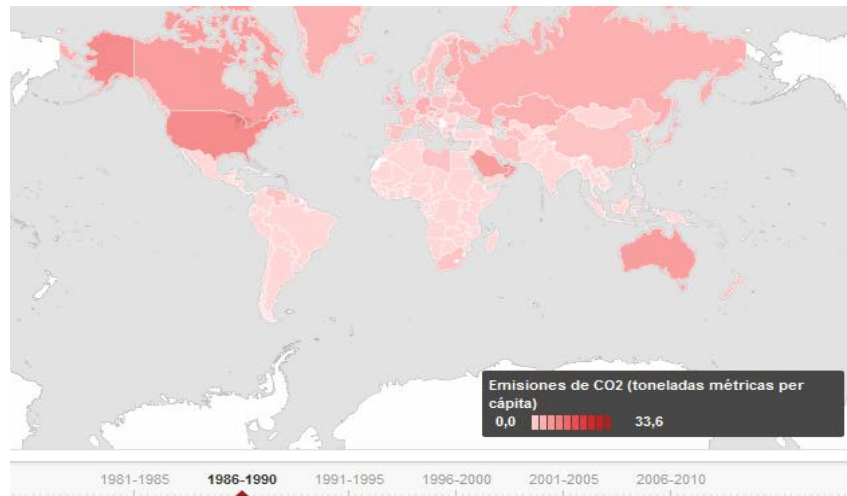 Emisiones de CO2 (toneladas métricas per
cápita)
0,0 33,6
1981-1985 1986-1990 1991-1995 1996-2000 2001-2005 2006-2010